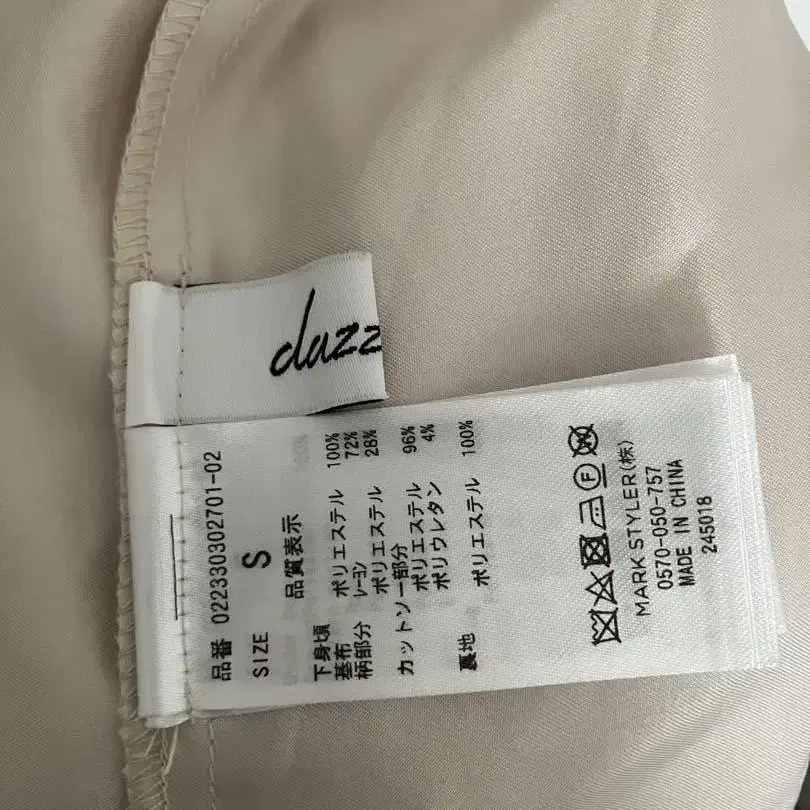 dazz
品番 022330302701-02
SIZE S
品質表示
下身頃 ポリエステル 100%
基布 レーヨン 72%
柄部分 ポリエステル 28%
カットソー部分
ポリエステル 96%
ポリウレタン 4%
裏地 ポリエステル 100%
MARK STYLER(株)
0570-050-757
MADE IN CHINA
245018